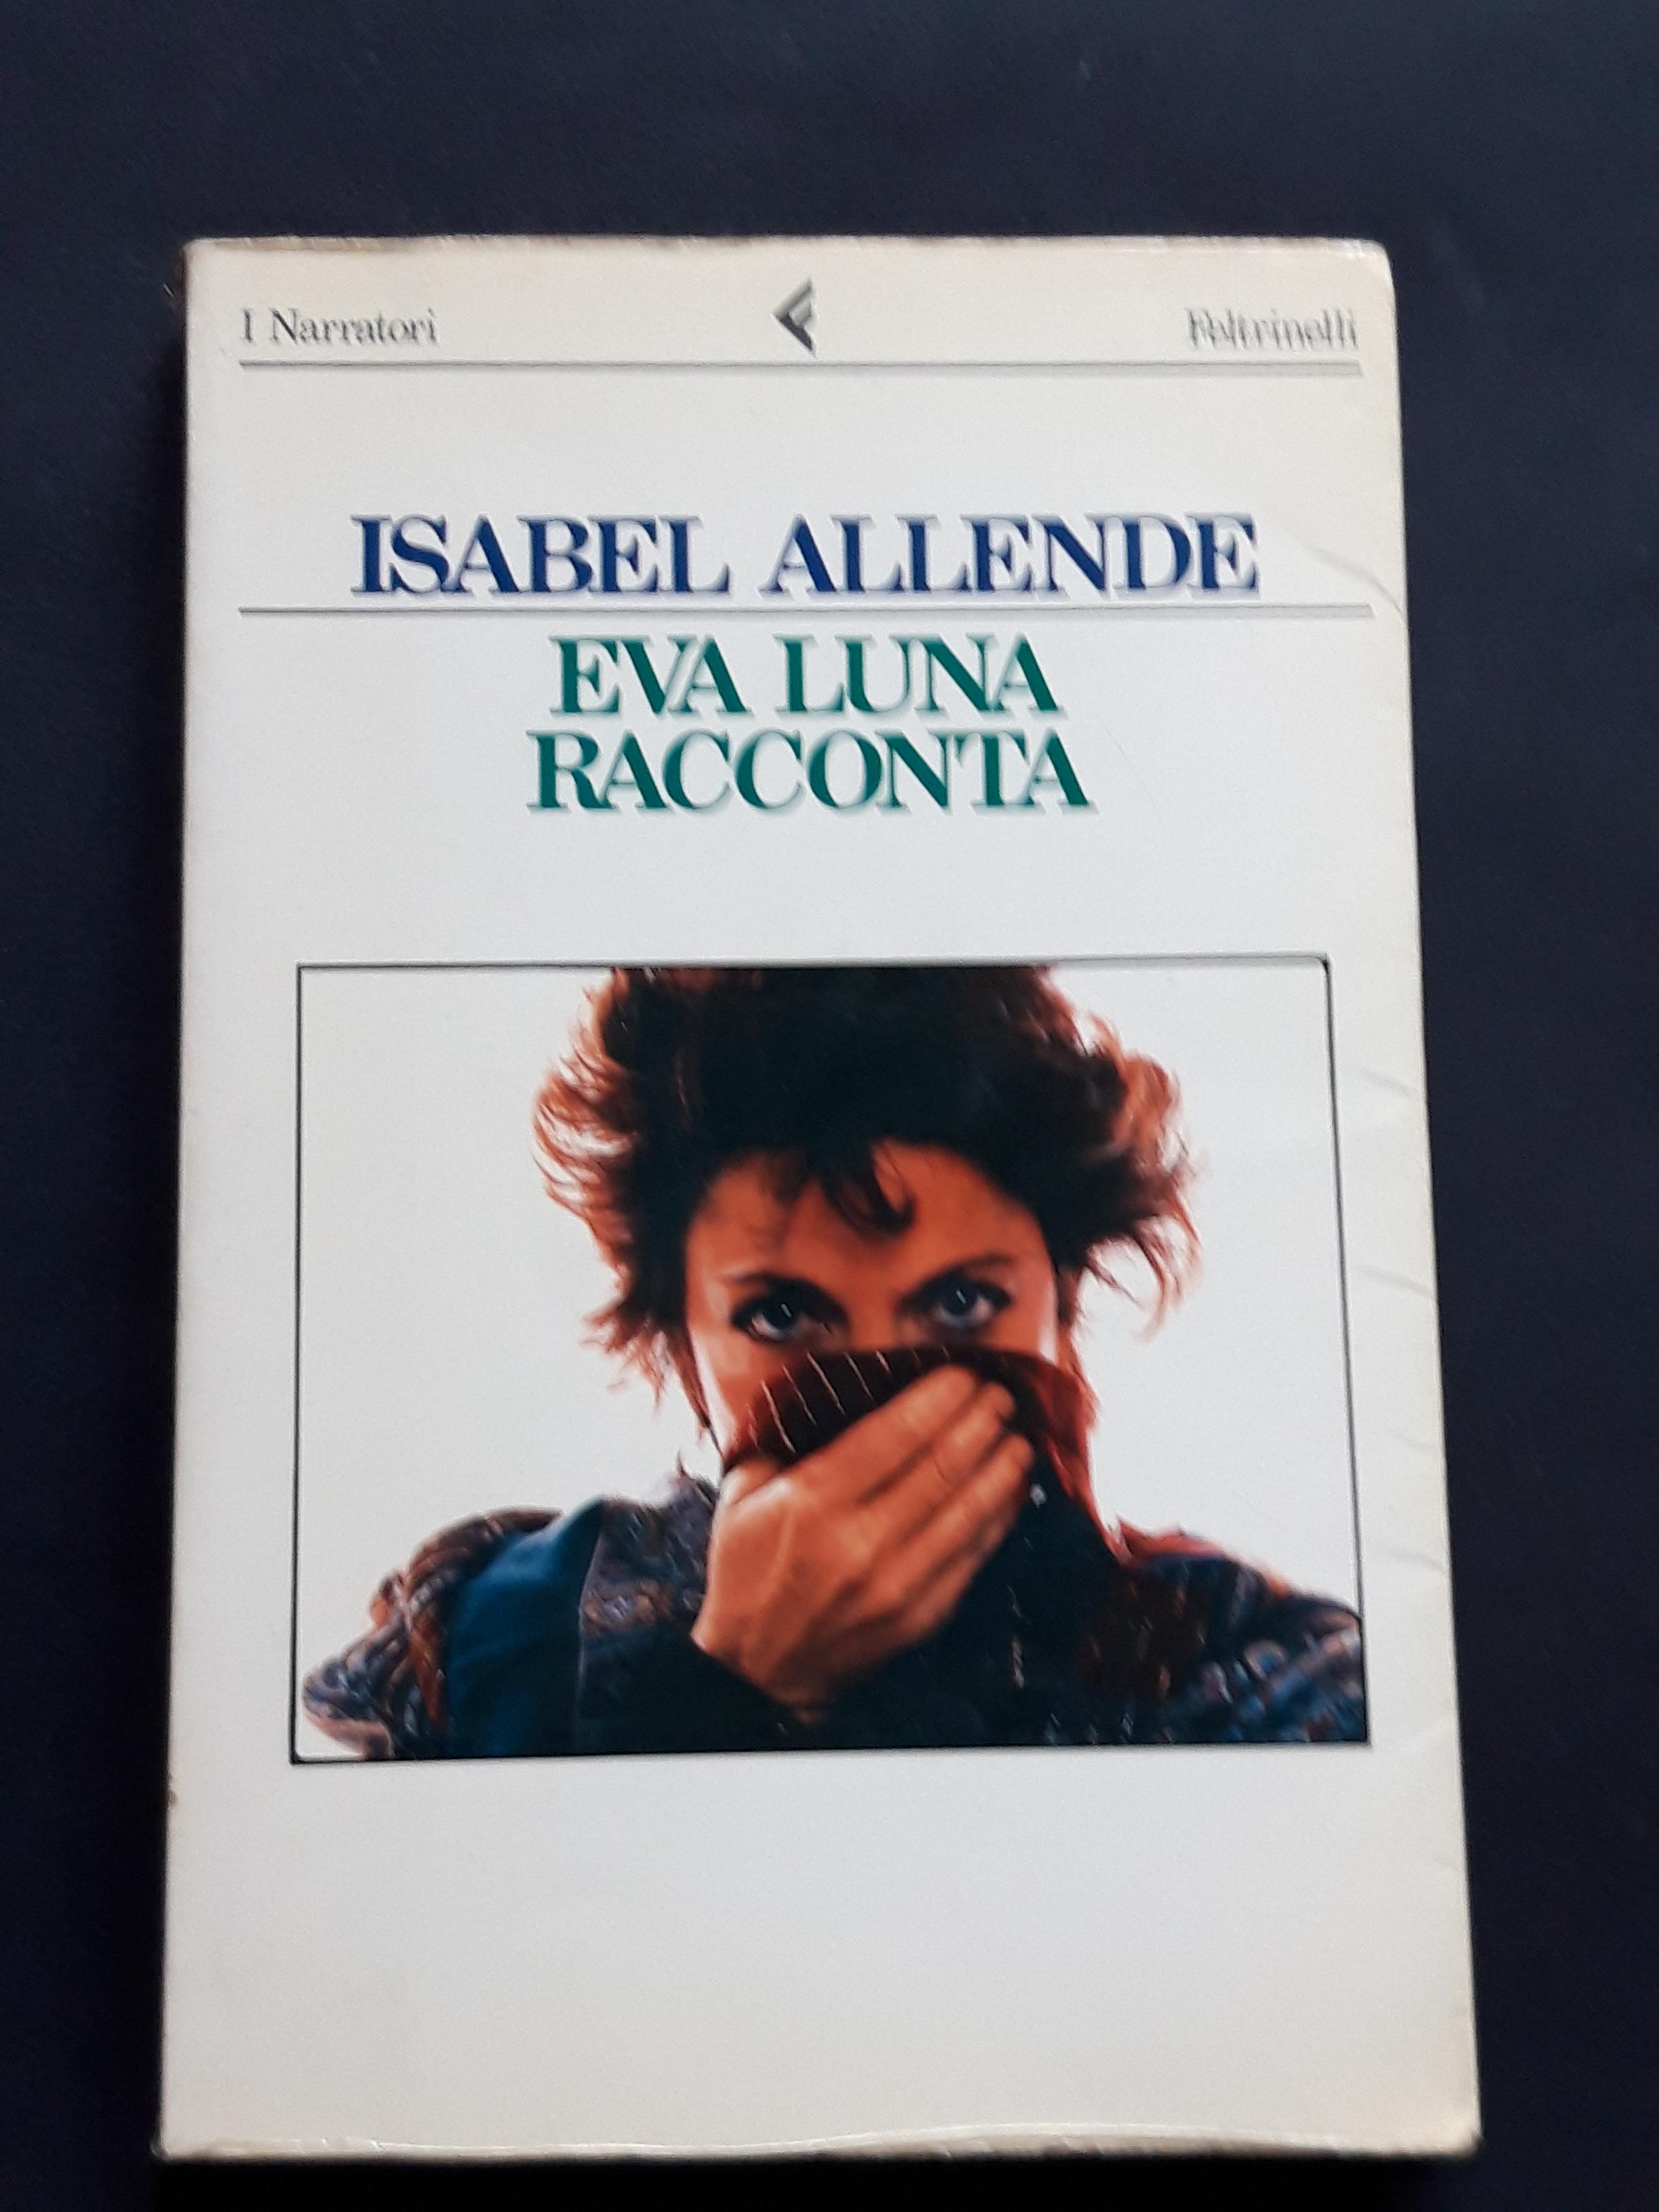 I Narratori Feltrinelli
ISABEL ALLENDE
EVA LUNA
RACCONTA